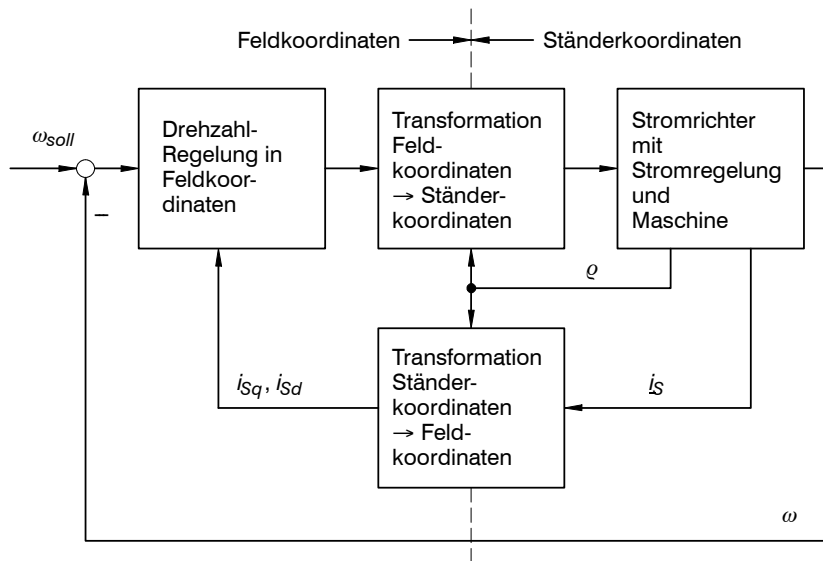 Feldkoordinaten
Ständerkoordinaten
ω_soll
−
Drehzahl-
Regelung in
Feldkoor-
dinaten
Transformation
Feld-
koordinaten
→ Ständer-
koordinaten
Stromrichter
mit
Stromregelung
und
Maschine
ϱ
Transformation
Ständer-
koordinaten
→ Feld-
koordinaten
i_Sq, i_Sd
i̲_S
ω